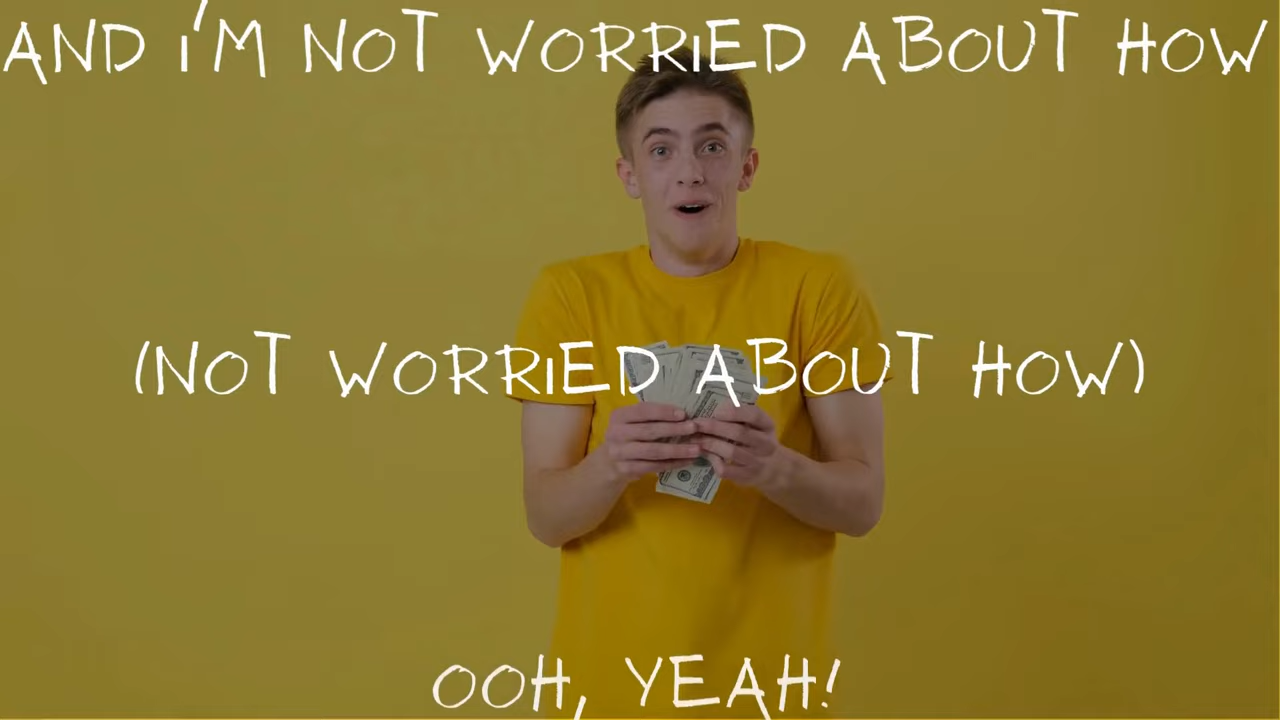 AND I'M NOT WORRIED ABOUT HOW
(NOT WORRIED ABOUT HOW)
OOH, YEAH!